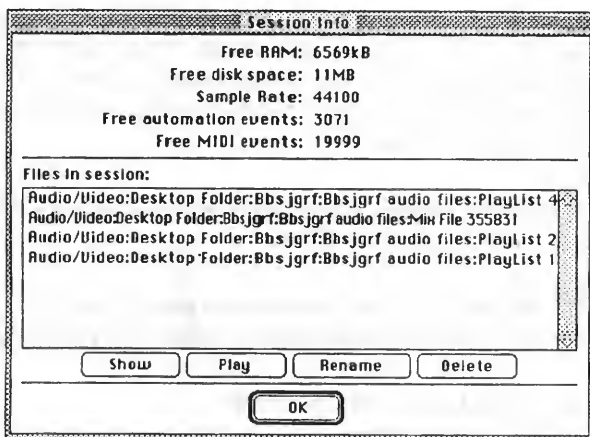 Session Info
Free RAM: 6569kB
Free disk space: 11MB
Sample Rate: 44100
Free automation events: 3071
Free MIDI events: 19999
Files in session:
Audio/Video:Desktop Folder:Bbsjgrf:Bbsjgrf audio files:PlayList 4
Audio/Video:Desktop Folder:Bbsjgrf:Bbsjgrf audio files:Mix File 355831
Audio/Video:Desktop Folder:Bbsjgrf:Bbsjgrf audio files:PlayList 2
Audio/Video:Desktop Folder:Bbsjgrf:Bbsjgrf audio files:PlayList 1
Show Play Rename Delete
OK